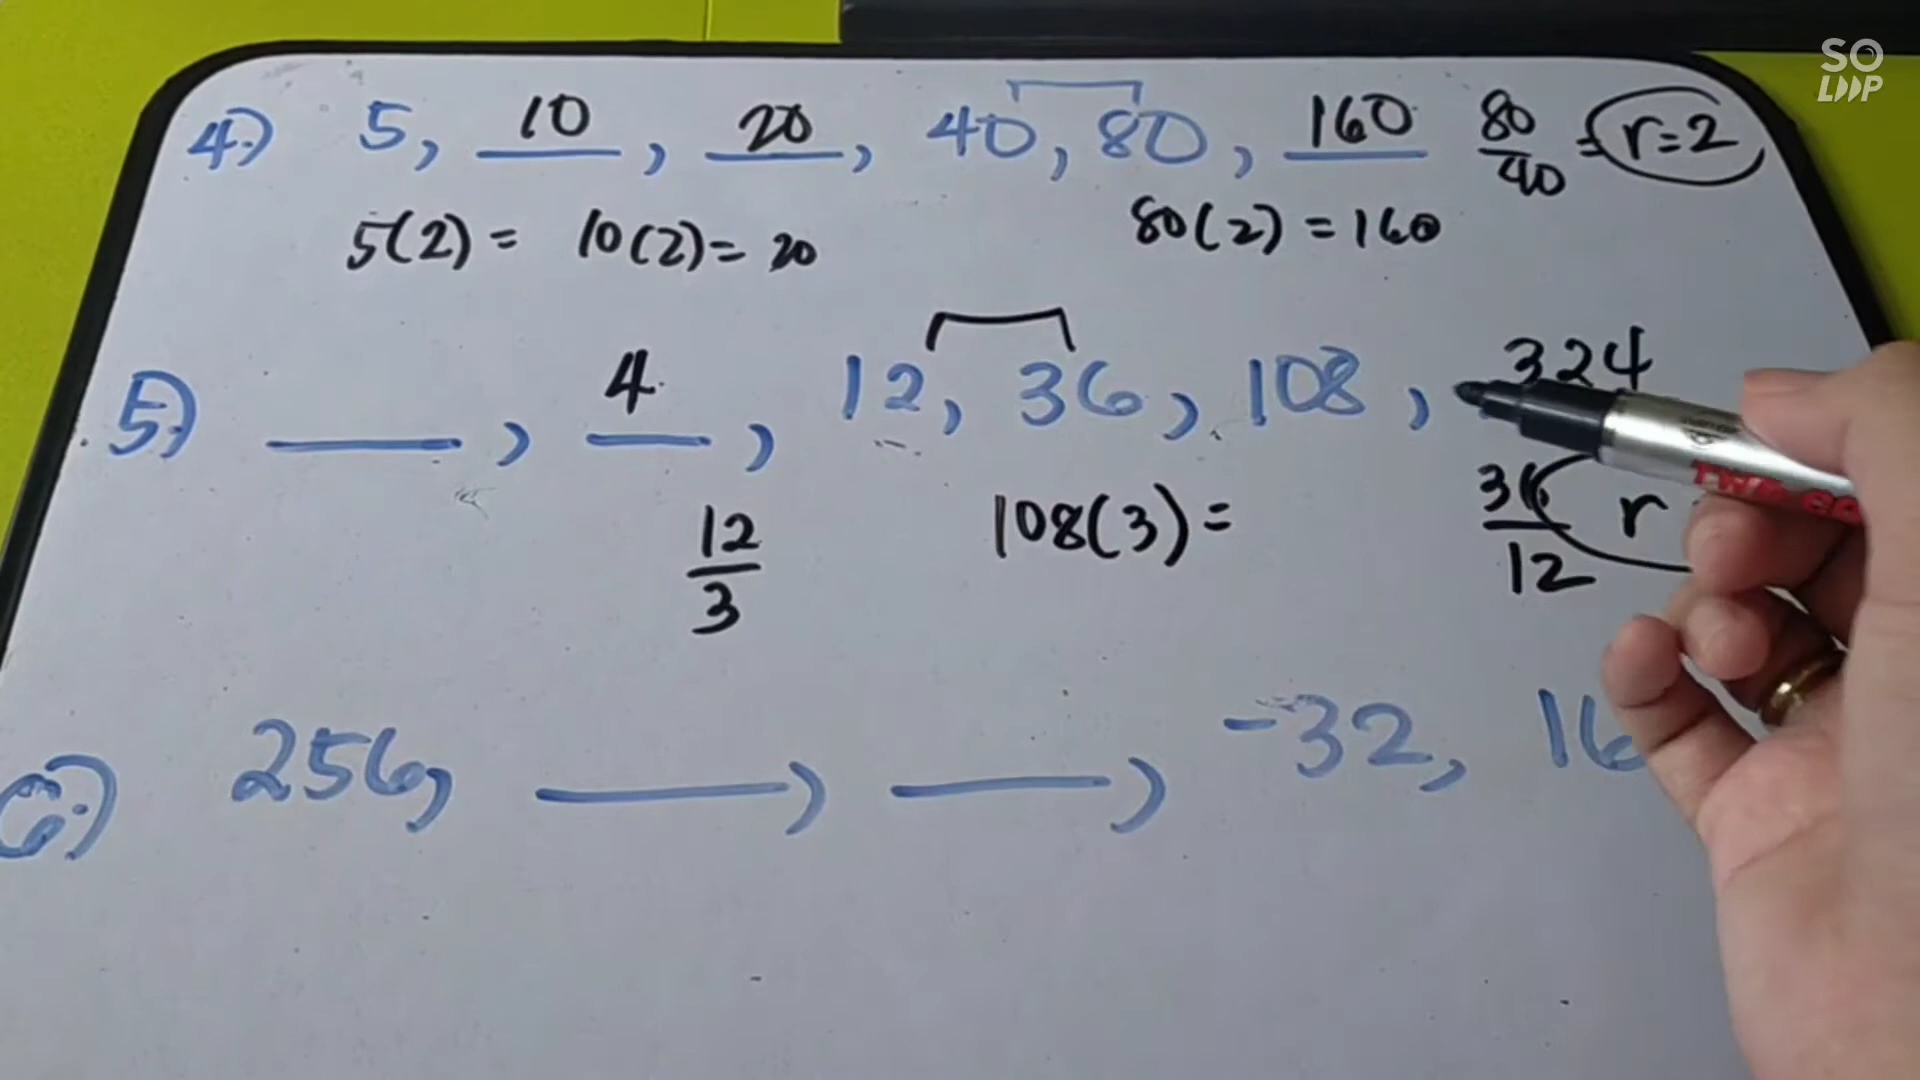 SO
LOOP
4.) 5, 10, 20, 40, 80, 160 80/40 = r=2
5(2) = 10(2)= 20 80(2) = 160
5.) ___, 4, 12, 36, 108, 324
12/3 108(3) = 36/12 r
6.) 256, ___, ___, -32, 16